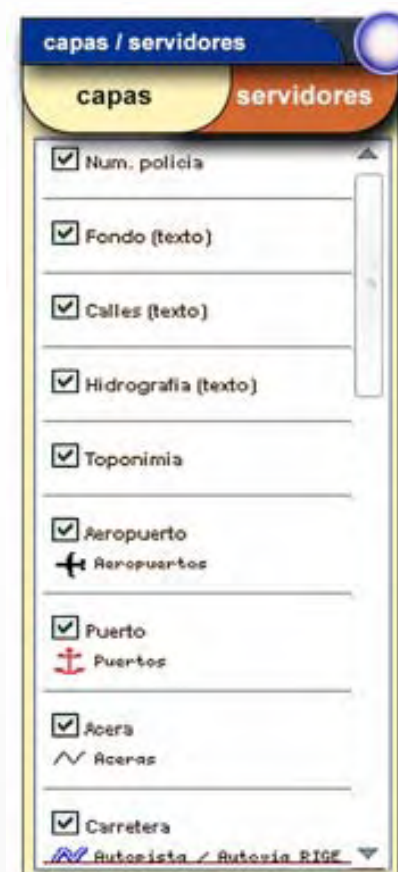 capas / servidores
capas servidores
Num. policia
Fondo (texto)
Calles (texto)
Hidrografia (texto)
Toponimia
Aeropuerto
Aeropuertos
Puerto
Puertos
Acera
Aceras
Carretera
Autopista / Autovia RIGE